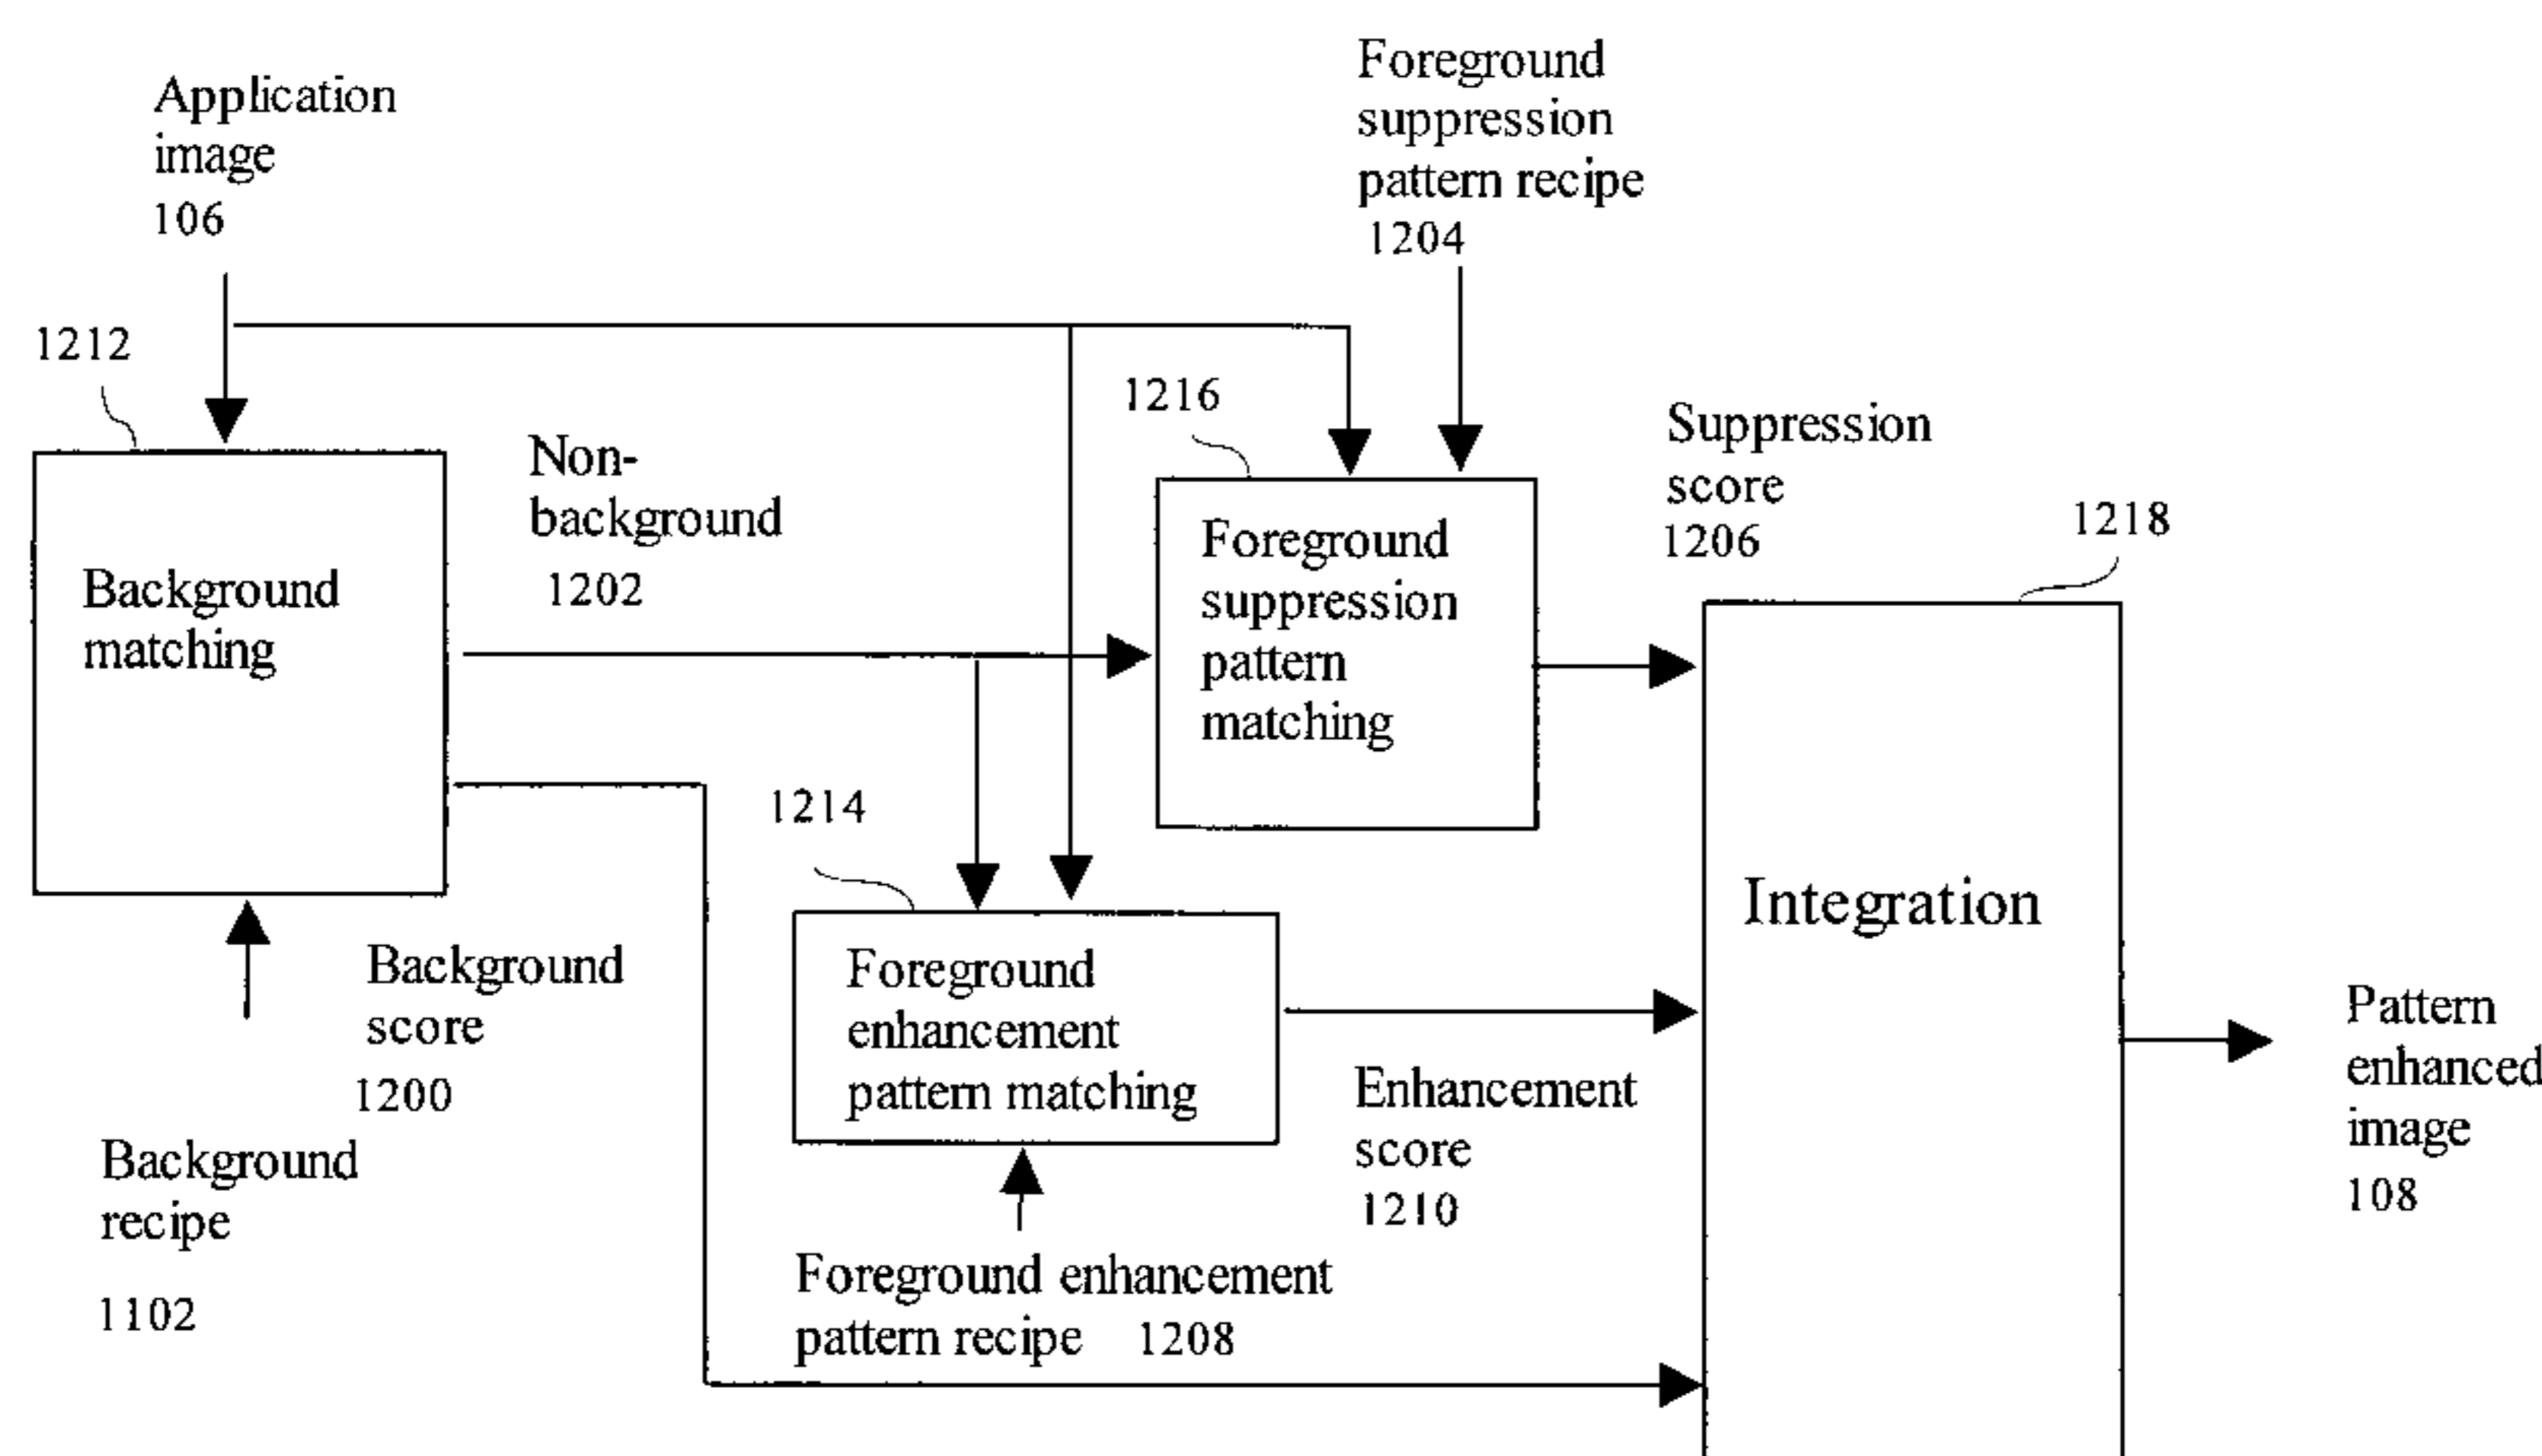 Application
image
106
Foreground
suppression
pattern recipe
1204
1212
1216
Non-
background
1202
Suppression
score
1206
1218
Background
matching
Foreground
suppression
pattern
matching
1214
Integration
Background
score
1200
Foreground
enhancement
pattern matching
Enhancement
score
1210
Pattern
enhanced
image
108
Background
recipe
1102
Foreground enhancement
pattern recipe 1208